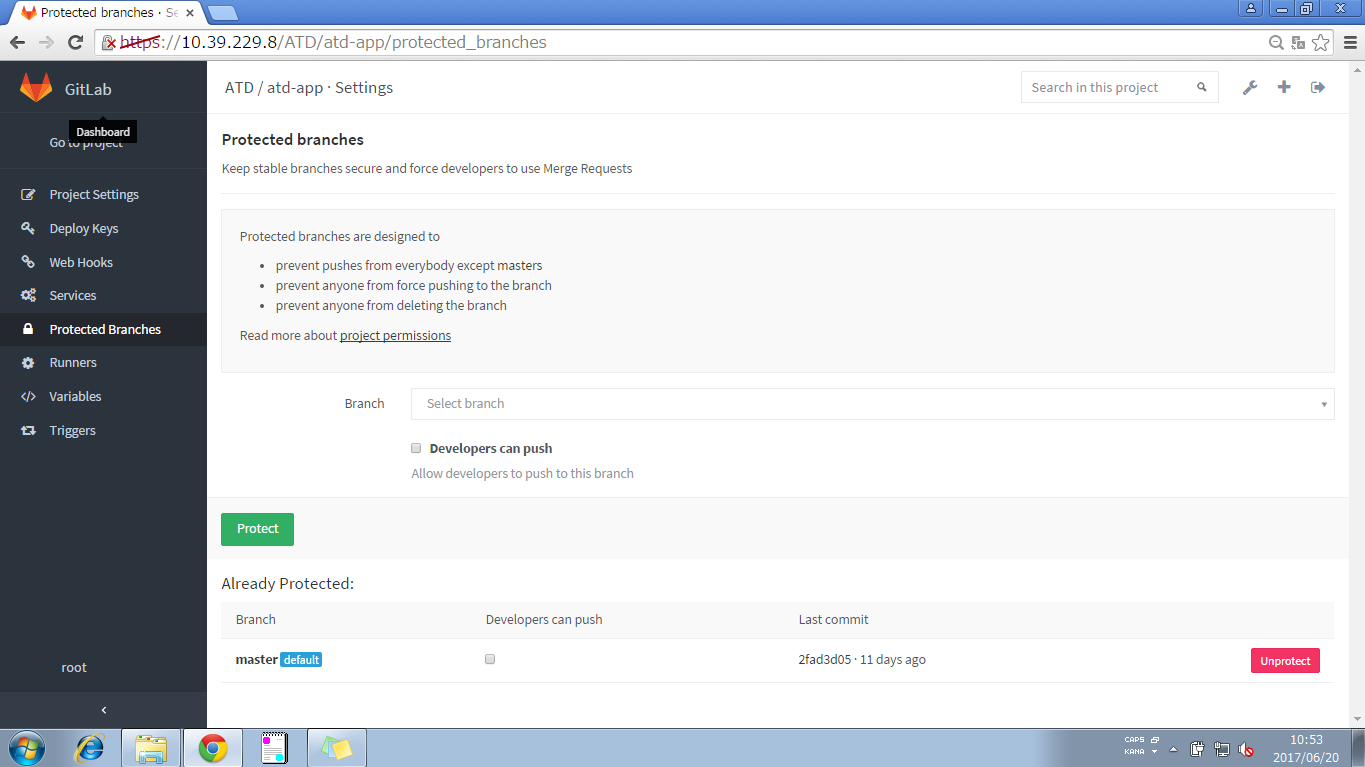 Protected branches · Se
https://10.39.229.8/ATD/atd-app/protected_branches
GitLab
ATD / atd-app · Settings
Search in this project
Dashboard
Go to project
Project Settings
Deploy Keys
Web Hooks
Services
Protected Branches
Runners
Variables
Triggers
root
Protected branches
Keep stable branches secure and force developers to use Merge Requests
Protected branches are designed to
• prevent pushes from everybody except masters
• prevent anyone from force pushing to the branch
• prevent anyone from deleting the branch
Read more about project permissions
Branch Select branch
Developers can push
Allow developers to push to this branch
Protect
Already Protected:
Branch Developers can push Last commit
master default 2fad3d05 · 11 days ago Unprotect
CAPS
KANA
10:53
2017/06/20